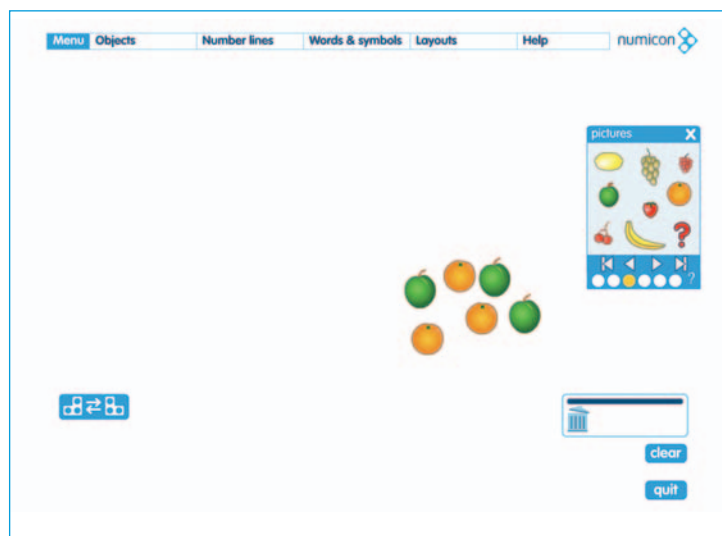 Menu Objects Number lines Words & symbols Layouts Help numicon
pictures X
?
clear
quit